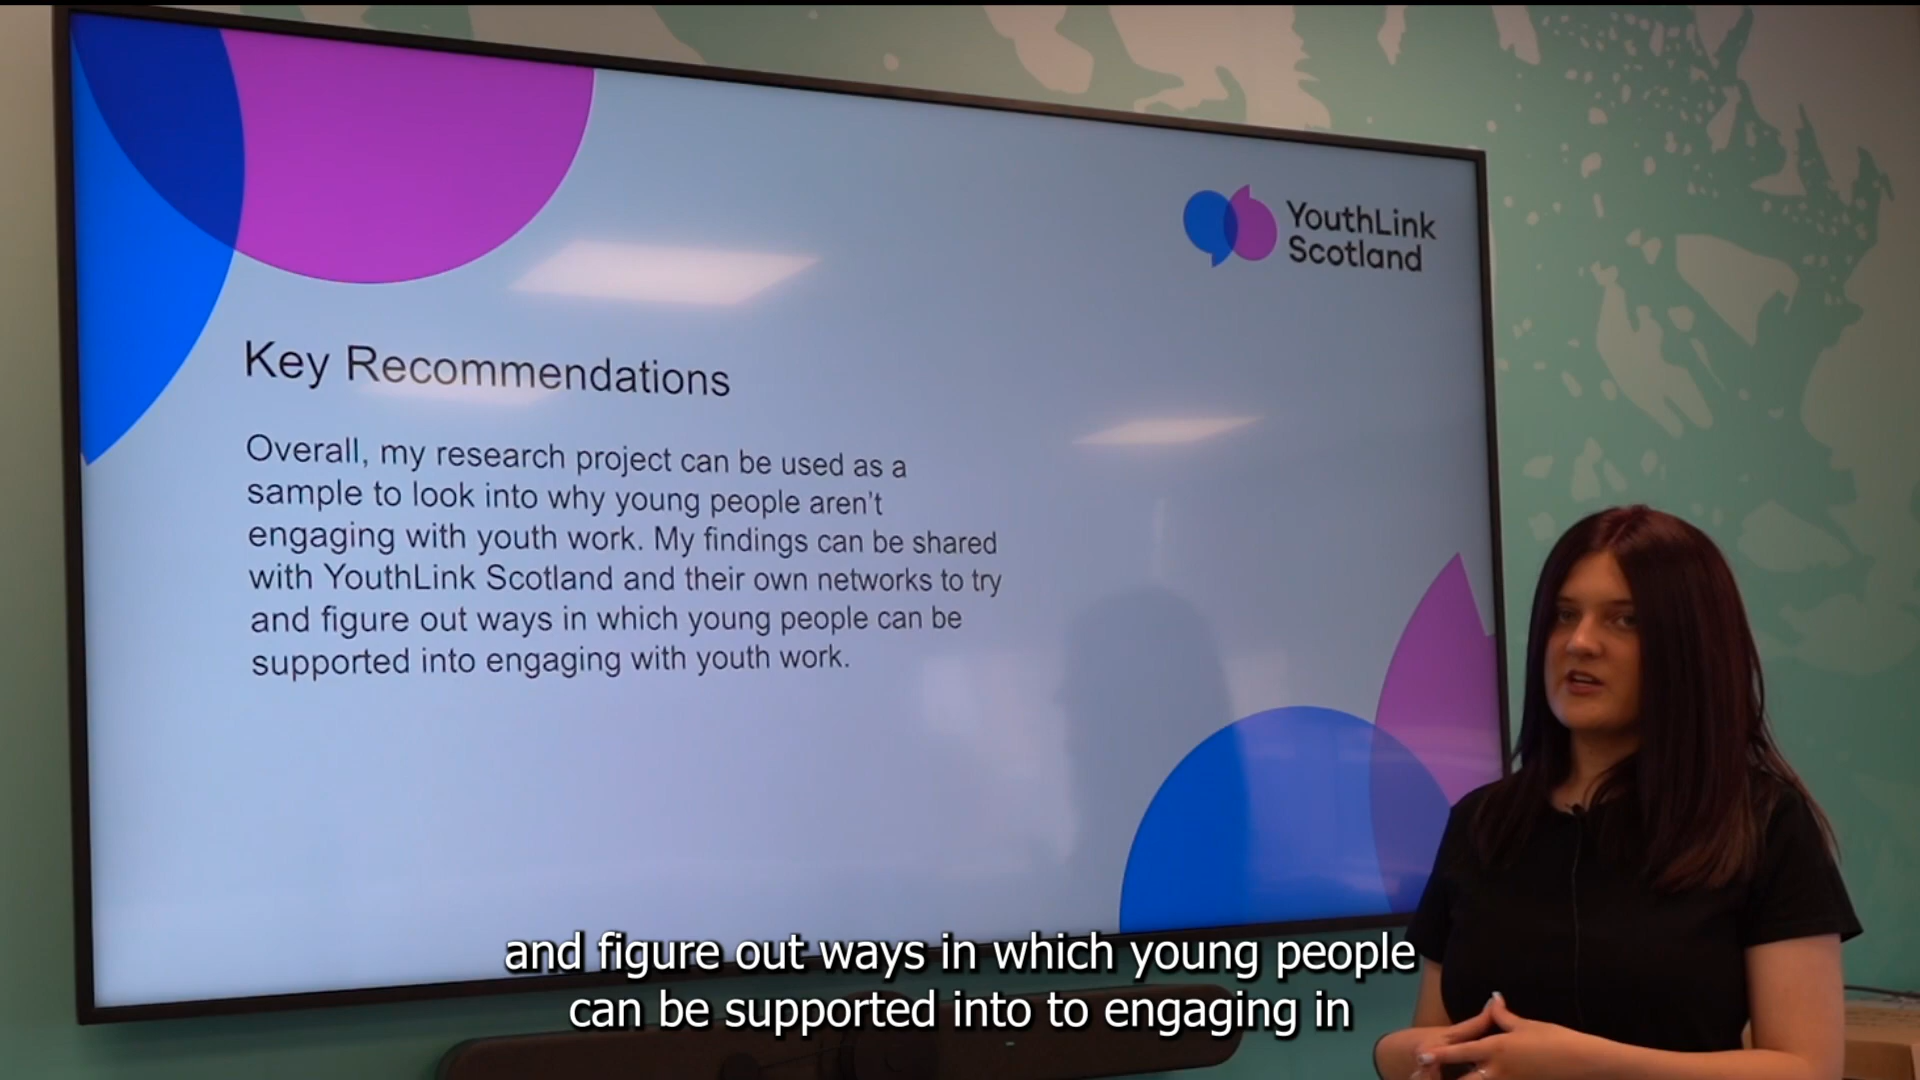 YouthLink
Scotland
Key Recommendations
Overall, my research project can be used as a
sample to look into why young people aren't
engaging with youth work. My findings can be shared
with YouthLink Scotland and their own networks to try
and figure out ways in which young people can be
supported into engaging with youth work.
and figure out ways in which young people
can be supported into to engaging in